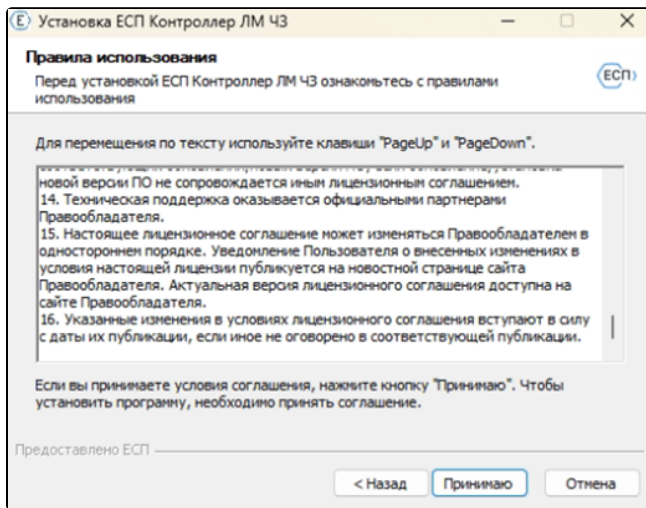 Установка ЕСП Контроллер ЛМ ЧЗ
Правила использования
Перед установкой ЕСП Контроллер ЛМ ЧЗ ознакомьтесь с правилами
использования
ЕСП
Для перемещения по тексту используйте клавиши "PageUp" и "PageDown".
новой версии ПО не сопровождается иным лицензионным соглашением.
14. Техническая поддержка оказывается официальными партнерами
Правообладателя.
15. Настоящее лицензионное соглашение может изменяться Правообладателем в
одностороннем порядке. Уведомление Пользователя о внесенных изменениях в
условия настоящей лицензии публикуется на новостной странице сайта
Правообладателя. Актуальная версия лицензионного соглашения доступна на
сайте Правообладателя.
16. Указанные изменения в условиях лицензионного соглашения вступают в силу
с даты их публикации, если иное не оговорено в соответствующей публикации.
Если вы принимаете условия соглашения, нажмите кнопку "Принимаю". Чтобы
установить программу, необходимо принять соглашение.
Предоставлено ЕСП
< Назад
Принимаю
Отмена